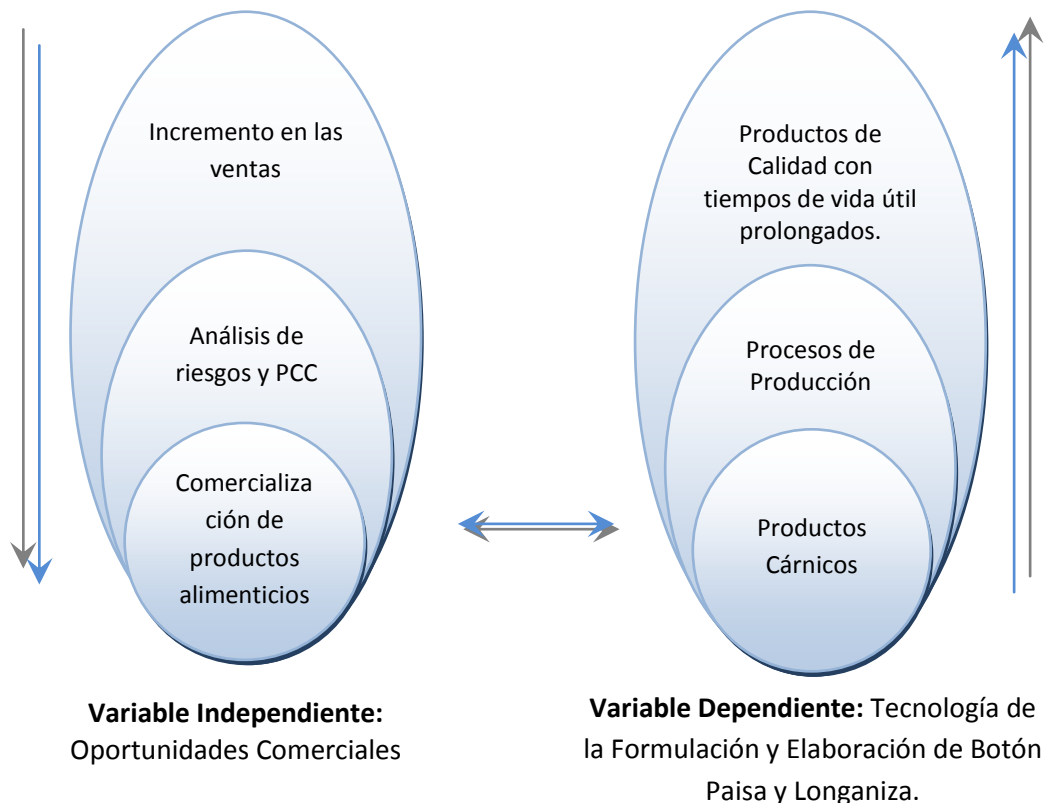 Incremento en las
ventas
Análisis de
riesgos y PCC
Comercializa
ción de
productos
alimenticios
Variable Independiente:
Oportunidades Comerciales
Productos de
Calidad con
tiempos de vida útil
prolongados.
Procesos de
Producción
Productos
Cárnicos
Variable Dependiente: Tecnología de
la Formulación y Elaboración de Botón
Paisa y Longaniza.